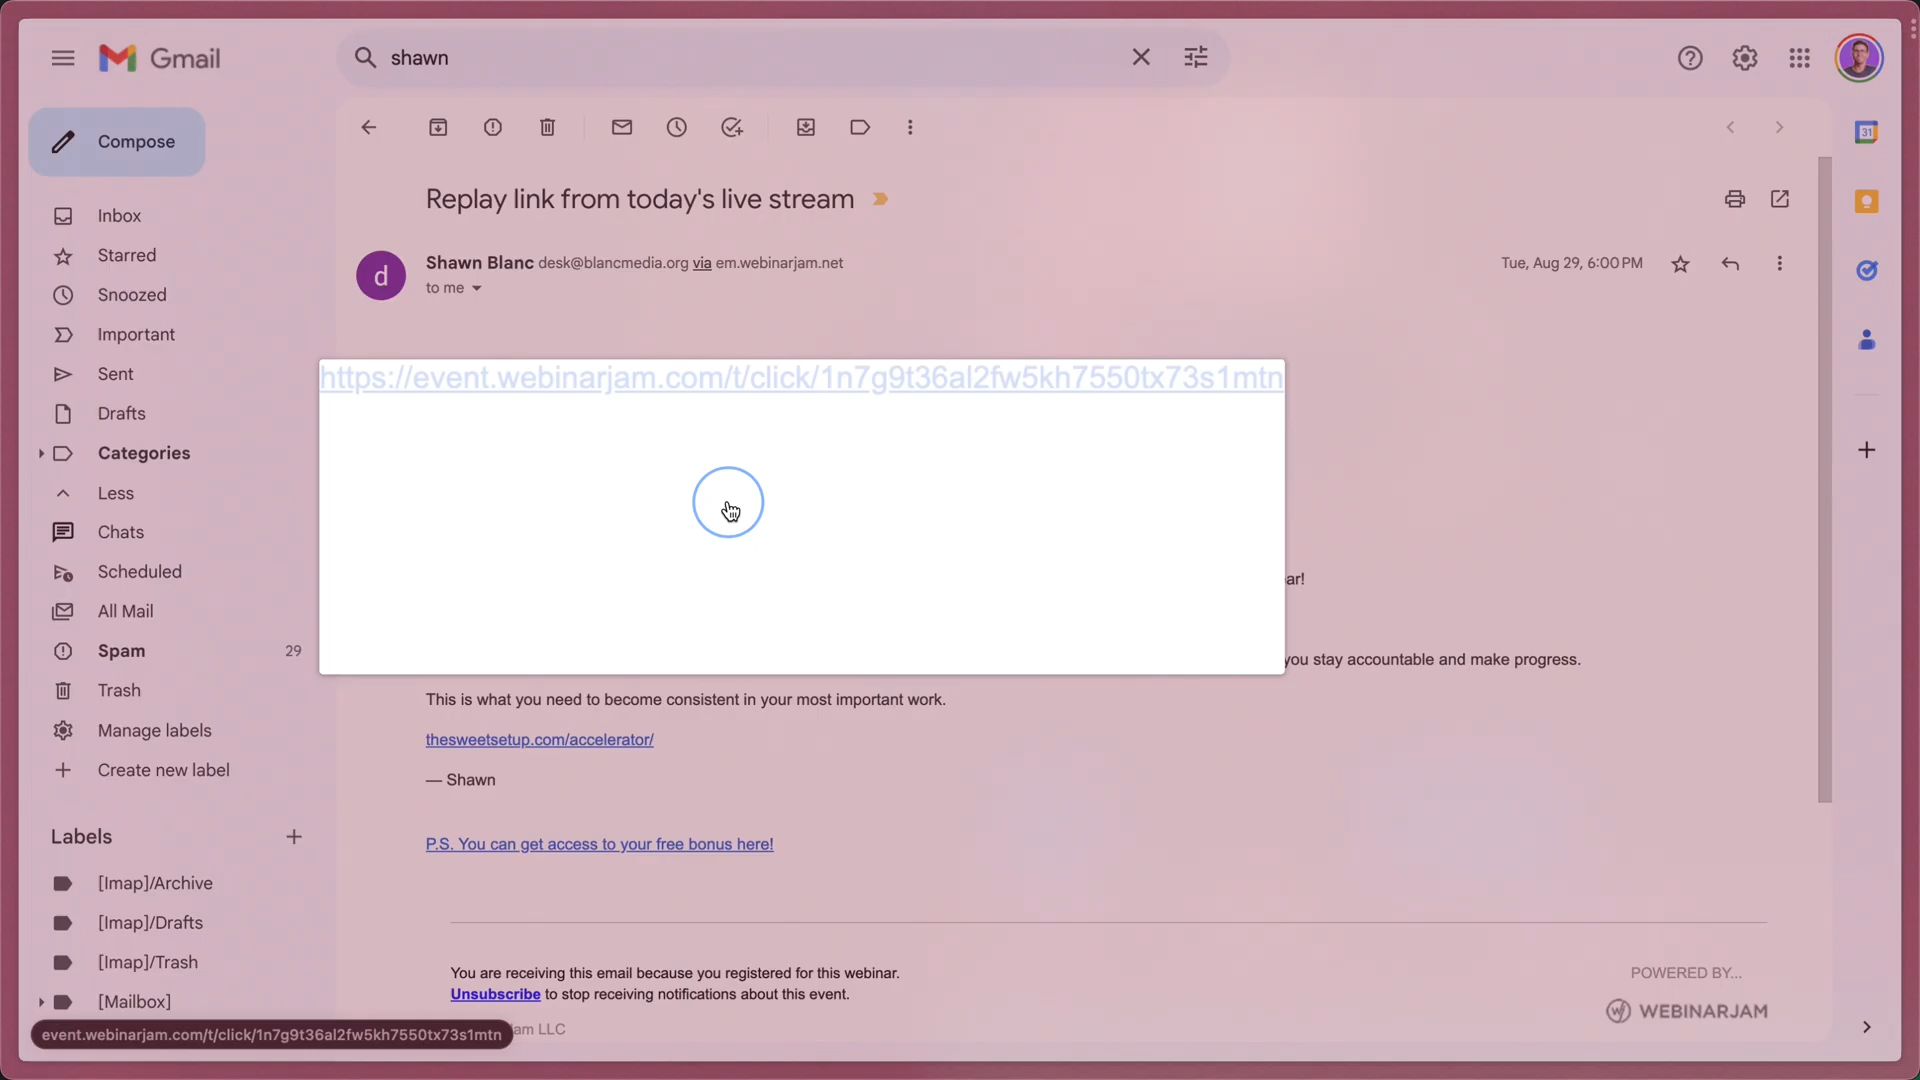 Gmail
shawn
Compose
Inbox
Starred
Snoozed
Important
Sent
Drafts
Categories
Less
Chats
Scheduled
All Mail
Spam 29
Trash
Manage labels
Create new label
Labels
[Imap]/Archive
[Imap]/Drafts
[Imap]/Trash
[Mailbox]
event.webinarjam.com/t/click/1n7g9t36al2fw5kh7550tx73s1mtn
Replay link from today's live stream
Shawn Blanc desk@blancmedia.org via em.webinarjam.net
Tue, Aug 29, 6:00 PM
to me
d
https://event.webinarjam.com/t/click/1n7g9t36al2fw5kh7550tx73s1mtn
ar!
you stay accountable and make progress.
This is what you need to become consistent in your most important work.
thesweetsetup.com/accelerator/
— Shawn
P.S. You can get access to your free bonus here!
You are receiving this email because you registered for this webinar.
Unsubscribe to stop receiving notifications about this event.
am LLC
POWERED BY...
WEBINARJAM
31